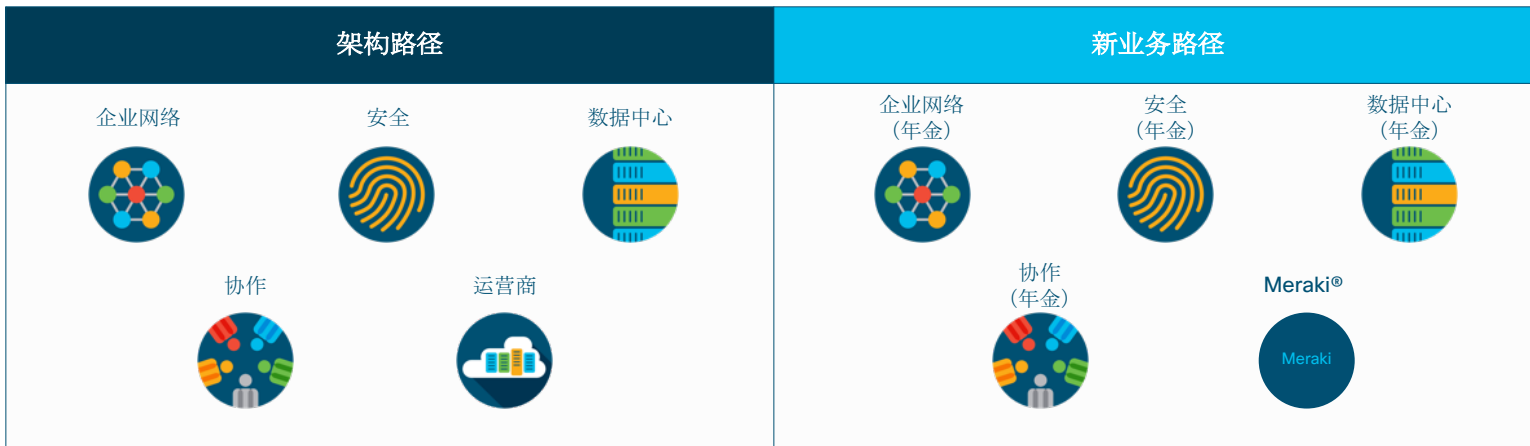 架构路径
新业务路径
企业网络
安全
数据中心
协作
运营商
企业网络
（年金）
安全
（年金）
数据中心
（年金）
协作
（年金）
Meraki®
Meraki